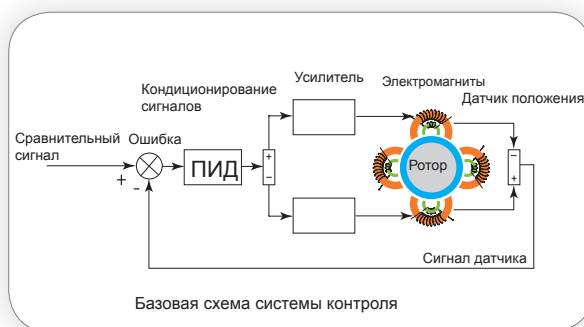 Кондиционирование
сигналов
Усилитель
Электромагниты
Датчик положения
Сравнительный
сигнал
Ошибка
+
-
ПИД
+
−
Ротор
−
+
Сигнал датчика
Базовая схема системы контроля